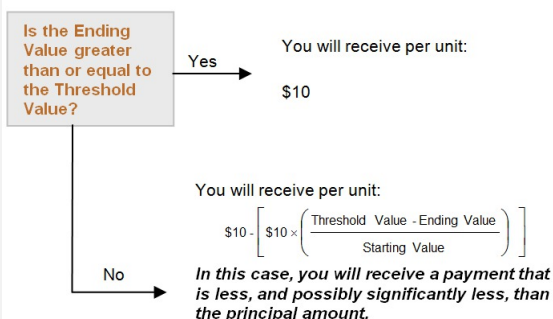 Is the Ending
Value greater
than or equal to
the Threshold
Value?
Yes
You will receive per unit:
$10
You will receive per unit:
$10 - [ $10 × ( Threshold Value - Ending Value
Starting Value ) ]
No
In this case, you will receive a payment that
is less, and possibly significantly less, than
the principal amount.